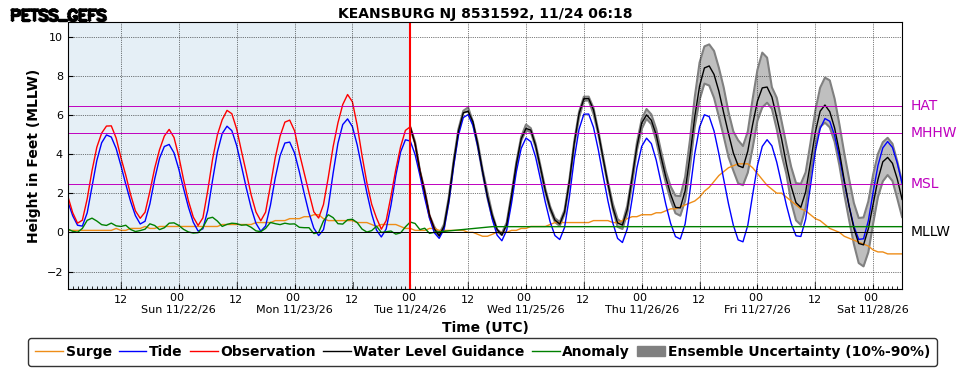 PETSS_GEFS
KEANSBURG NJ 8531592, 11/24 06:18
Height in Feet (MLLW)
10
8
6
4
2
0
−2
HAT
MHHW
MSL
MLLW
12 00 12 00 12 00 12 00 12 00 12 00 12 00
Sun 11/22/26 Mon 11/23/26 Tue 11/24/26 Wed 11/25/26 Thu 11/26/26 Fri 11/27/26 Sat 11/28/26
Time (UTC)
Surge Tide Observation Water Level Guidance Anomaly Ensemble Uncertainty (10%-90%)